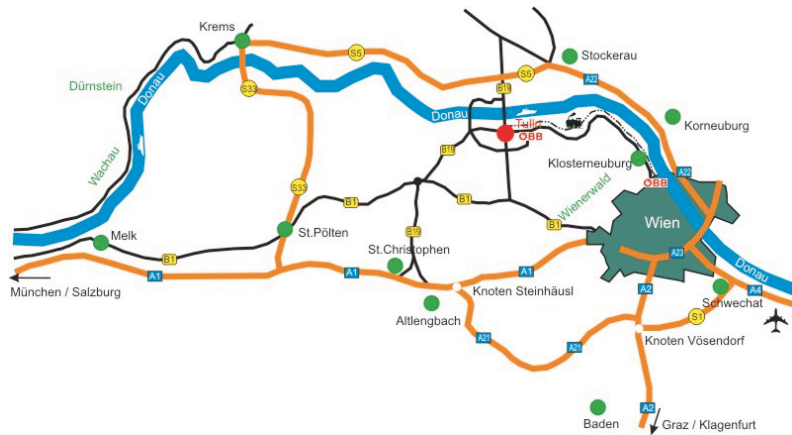 Krems
S5
Stockerau
S5
A22
B19
Dürnstein
Donau
S33
Donau
Tulln
ÖBB
Korneuburg
B19
Klosterneuburg
Wachau
S33
ÖBB
A22
Wienerwald
B1
B1
B1
Wien
Melk
B1
St.Pölten
B19
St.Christophen
A23
Donau
A1
A1
A1
München / Salzburg
Knoten Steinhäusl
A2
Schwechat
A4
Altlengbach
S1
A21
Knoten Vösendorf
A21
A2
Baden
Graz / Klagenfurt